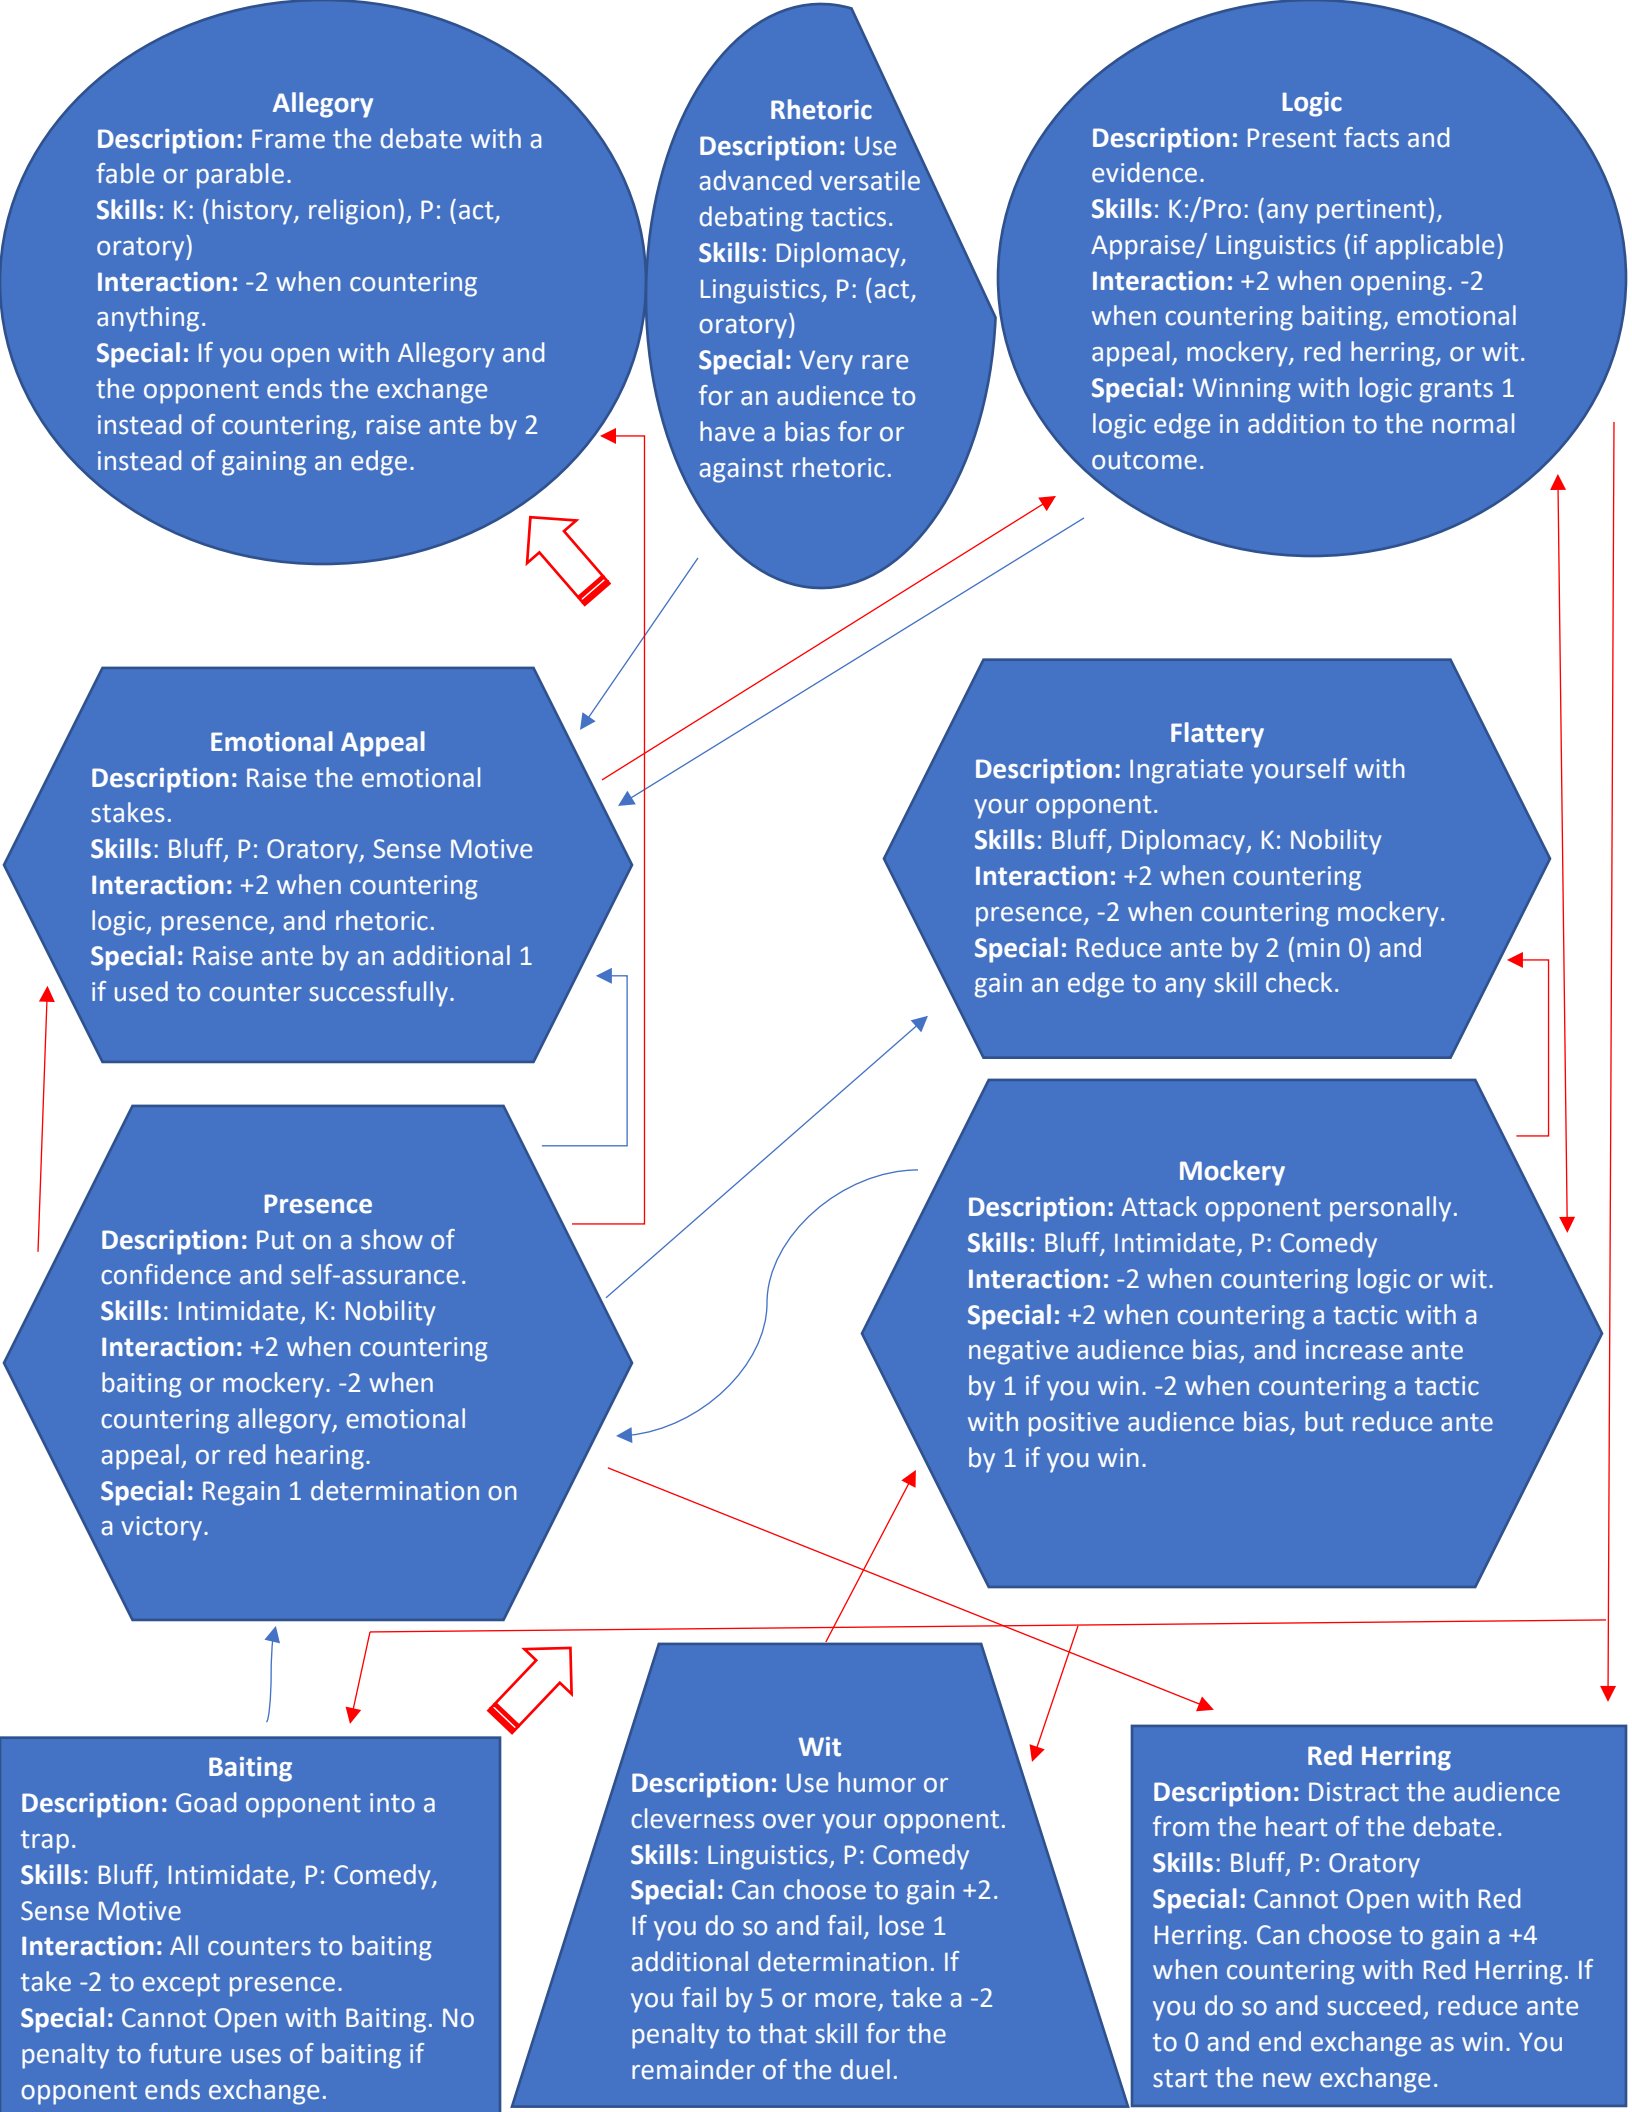 Allegory
Description: Frame the debate with a
fable or parable.
Skills: K: (history, religion), P: (act,
oratory)
Interaction: -2 when countering
anything.
Special: If you open with Allegory and
the opponent ends the exchange
instead of countering, raise ante by 2
instead of gaining an edge.
Rhetoric
Description: Use
advanced versatile
debating tactics.
Skills: Diplomacy,
Linguistics, P: (act,
oratory)
Special: Very rare
for an audience to
have a bias for or
against rhetoric.
Logic
Description: Present facts and
evidence.
Skills: K:/Pro: (any pertinent),
Appraise/ Linguistics (if applicable)
Interaction: +2 when opening. -2
when countering baiting, emotional
appeal, mockery, red herring, or wit.
Special: Winning with logic grants 1
logic edge in addition to the normal
outcome.
Emotional Appeal
Description: Raise the emotional
stakes.
Skills: Bluff, P: Oratory, Sense Motive
Interaction: +2 when countering
logic, presence, and rhetoric.
Special: Raise ante by an additional 1
if used to counter successfully.
Flattery
Description: Ingratiate yourself with
your opponent.
Skills: Bluff, Diplomacy, K: Nobility
Interaction: +2 when countering
presence, -2 when countering mockery.
Special: Reduce ante by 2 (min 0) and
gain an edge to any skill check.
Presence
Description: Put on a show of
confidence and self-assurance.
Skills: Intimidate, K: Nobility
Interaction: +2 when countering
baiting or mockery. -2 when
countering allegory, emotional
appeal, or red hearing.
Special: Regain 1 determination on
a victory.
Mockery
Description: Attack opponent personally.
Skills: Bluff, Intimidate, P: Comedy
Interaction: -2 when countering logic or wit.
Special: +2 when countering a tactic with a
negative audience bias, and increase ante
by 1 if you win. -2 when countering a tactic
with positive audience bias, but reduce ante
by 1 if you win.
Baiting
Description: Goad opponent into a
trap.
Skills: Bluff, Intimidate, P: Comedy,
Sense Motive
Interaction: All counters to baiting
take -2 to except presence.
Special: Cannot Open with Baiting. No
penalty to future uses of baiting if
opponent ends exchange.
Wit
Description: Use humor or
cleverness over your opponent.
Skills: Linguistics, P: Comedy
Special: Can choose to gain +2.
If you do so and fail, lose 1
additional determination. If
you fail by 5 or more, take a -2
penalty to that skill for the
remainder of the duel.
Red Herring
Description: Distract the audience
from the heart of the debate.
Skills: Bluff, P: Oratory
Special: Cannot Open with Red
Herring. Can choose to gain a +4
when countering with Red Herring. If
you do so and succeed, reduce ante
to 0 and end exchange as win. You
start the new exchange.